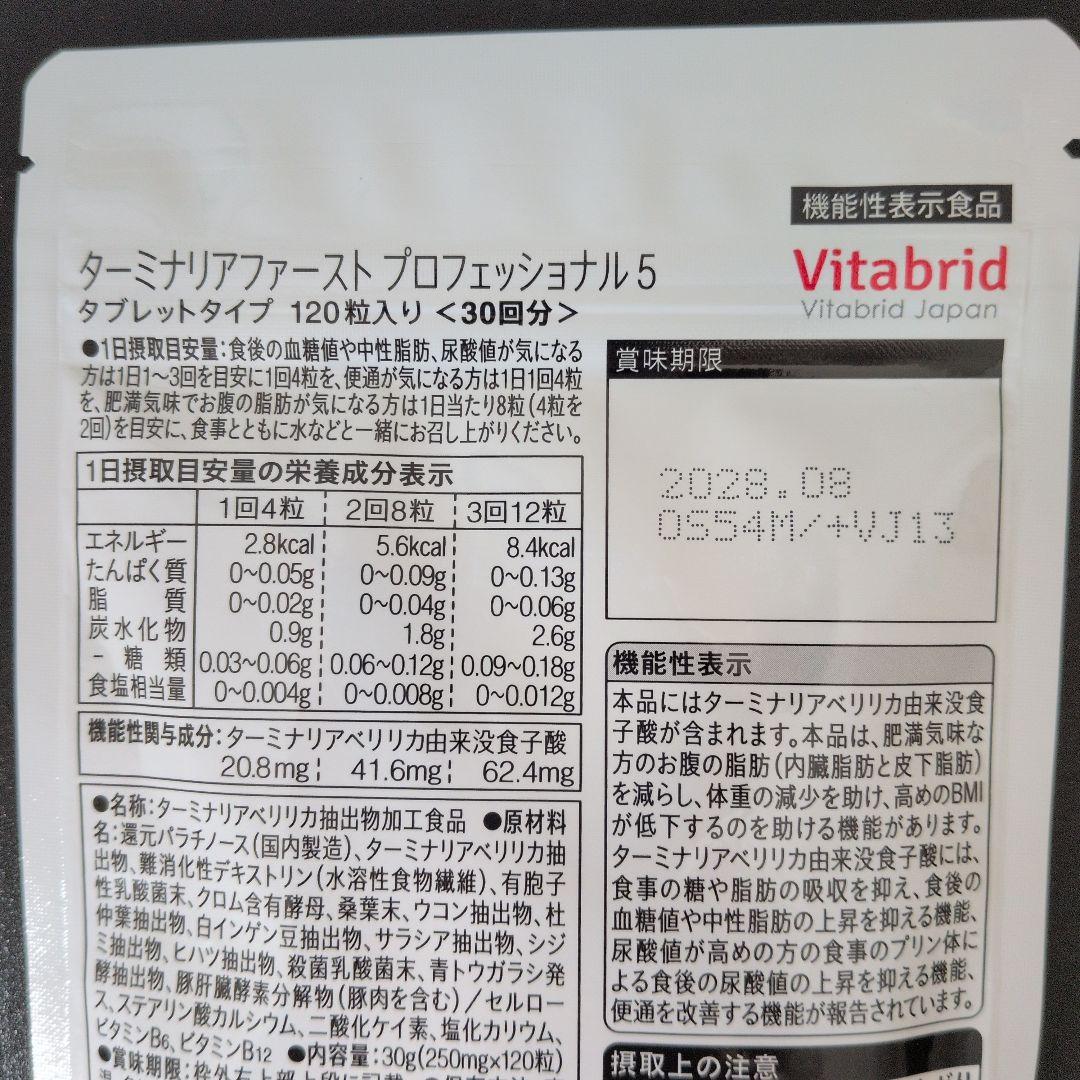 機能性表示食品
ターミナリアファースト プロフェッショナル5
タブレットタイプ 120粒入り <30回分>
Vitabrid
Vitabrid Japan
●1日摂取目安量:食後の血糖値や中性脂肪、尿酸値が気になる
方は1日1〜3回を目安に1回4粒を、便通が気になる方は1日1回4粒
を、肥満気味でお腹の脂肪が気になる方は1日当たり8粒(4粒を
2回)を目安に、食事とともに水などと一緒にお召し上がりください。
賞味期限
2028.08
OS54M/+VJ13
1日摂取目安量の栄養成分表示
1回4粒 2回8粒 3回12粒
エネルギー 2.8kcal 5.6kcal 8.4kcal
たんぱく質 0~0.05g 0~0.09g 0~0.13g
脂質 0~0.02g 0~0.04g 0~0.06g
炭水化物 0.9g 1.8g 2.6g
- 糖類 0.03~0.06g 0.06~0.12g 0.09~0.18g
食塩相当量 0~0.004g 0~0.008g 0~0.012g
機能性関与成分:ターミナリアベリリカ由来没食子酸
20.8mg 41.6mg 62.4mg
●名称:ターミナリアベリリカ抽出物加工食品 ●原材料
名:還元パラチノース(国内製造)、ターミナリアベリリカ抽
出物、難消化性デキストリン(水溶性食物繊維)、有胞子
性乳酸菌末、クロム含有酵母、桑葉末、ウコン抽出物、杜
仲葉抽出物、白インゲン豆抽出物、サラシア抽出物、シジ
ミ抽出物、ヒハツ抽出物、殺菌乳酸菌末、青トウガラシ発
酵抽出物、豚肝臓酵素分解物(豚肉を含む)/セルロー
ス、ステアリン酸カルシウム、二酸化ケイ素、塩化カリウム、
ビタミンB6、ビタミンB12 ●内容量:30g(250mg×120粒)
●賞味期限:枠外右上部上段に記載
機能性表示
本品にはターミナリアベリリカ由来没食
子酸が含まれます。本品は、肥満気味な
方のお腹の脂肪(内臓脂肪と皮下脂肪)
を減らし、体重の減少を助け、高めのBMI
が低下するのを助ける機能があります。
ターミナリアベリリカ由来没食子酸には、
食事の糖や脂肪の吸収を抑え、食後の
血糖値や中性脂肪の上昇を抑える機能、
尿酸値が高めの方の食事のプリン体に
よる食後の尿酸値の上昇を抑える機能、
便通を改善する機能が報告されています。
摂取上の注意